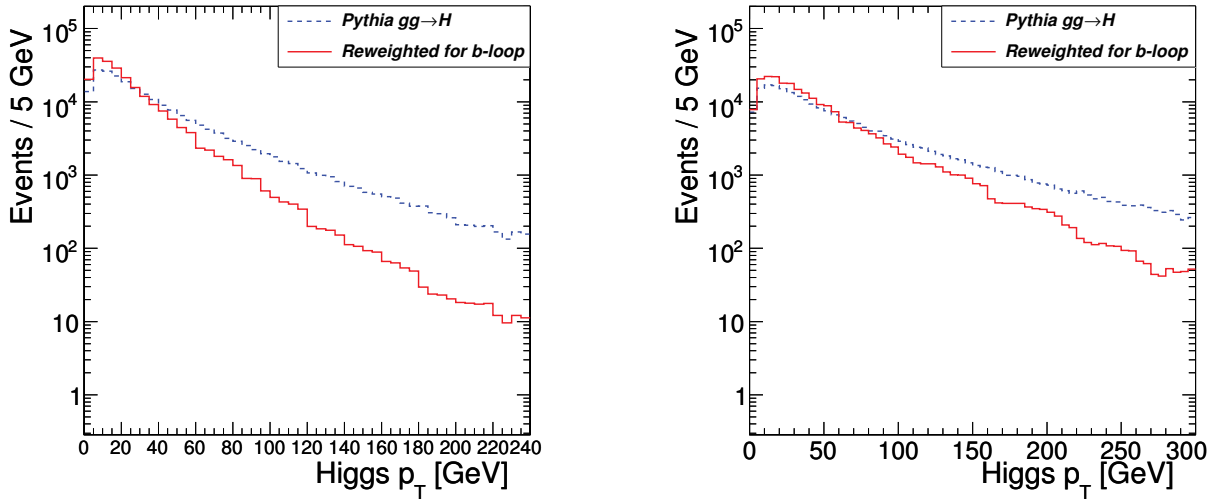 Events / 5 GeV
10^5
10^4
10^3
10^2
10
1
Pythia gg→H
Reweighted for b-loop
0 20 40 60 80 100 120 140 160 180 200 220 240
Higgs p_T [GeV]
Events / 5 GeV
10^5
10^4
10^3
10^2
10
1
Pythia gg→H
Reweighted for b-loop
0 50 100 150 200 250 300
Higgs p_T [GeV]